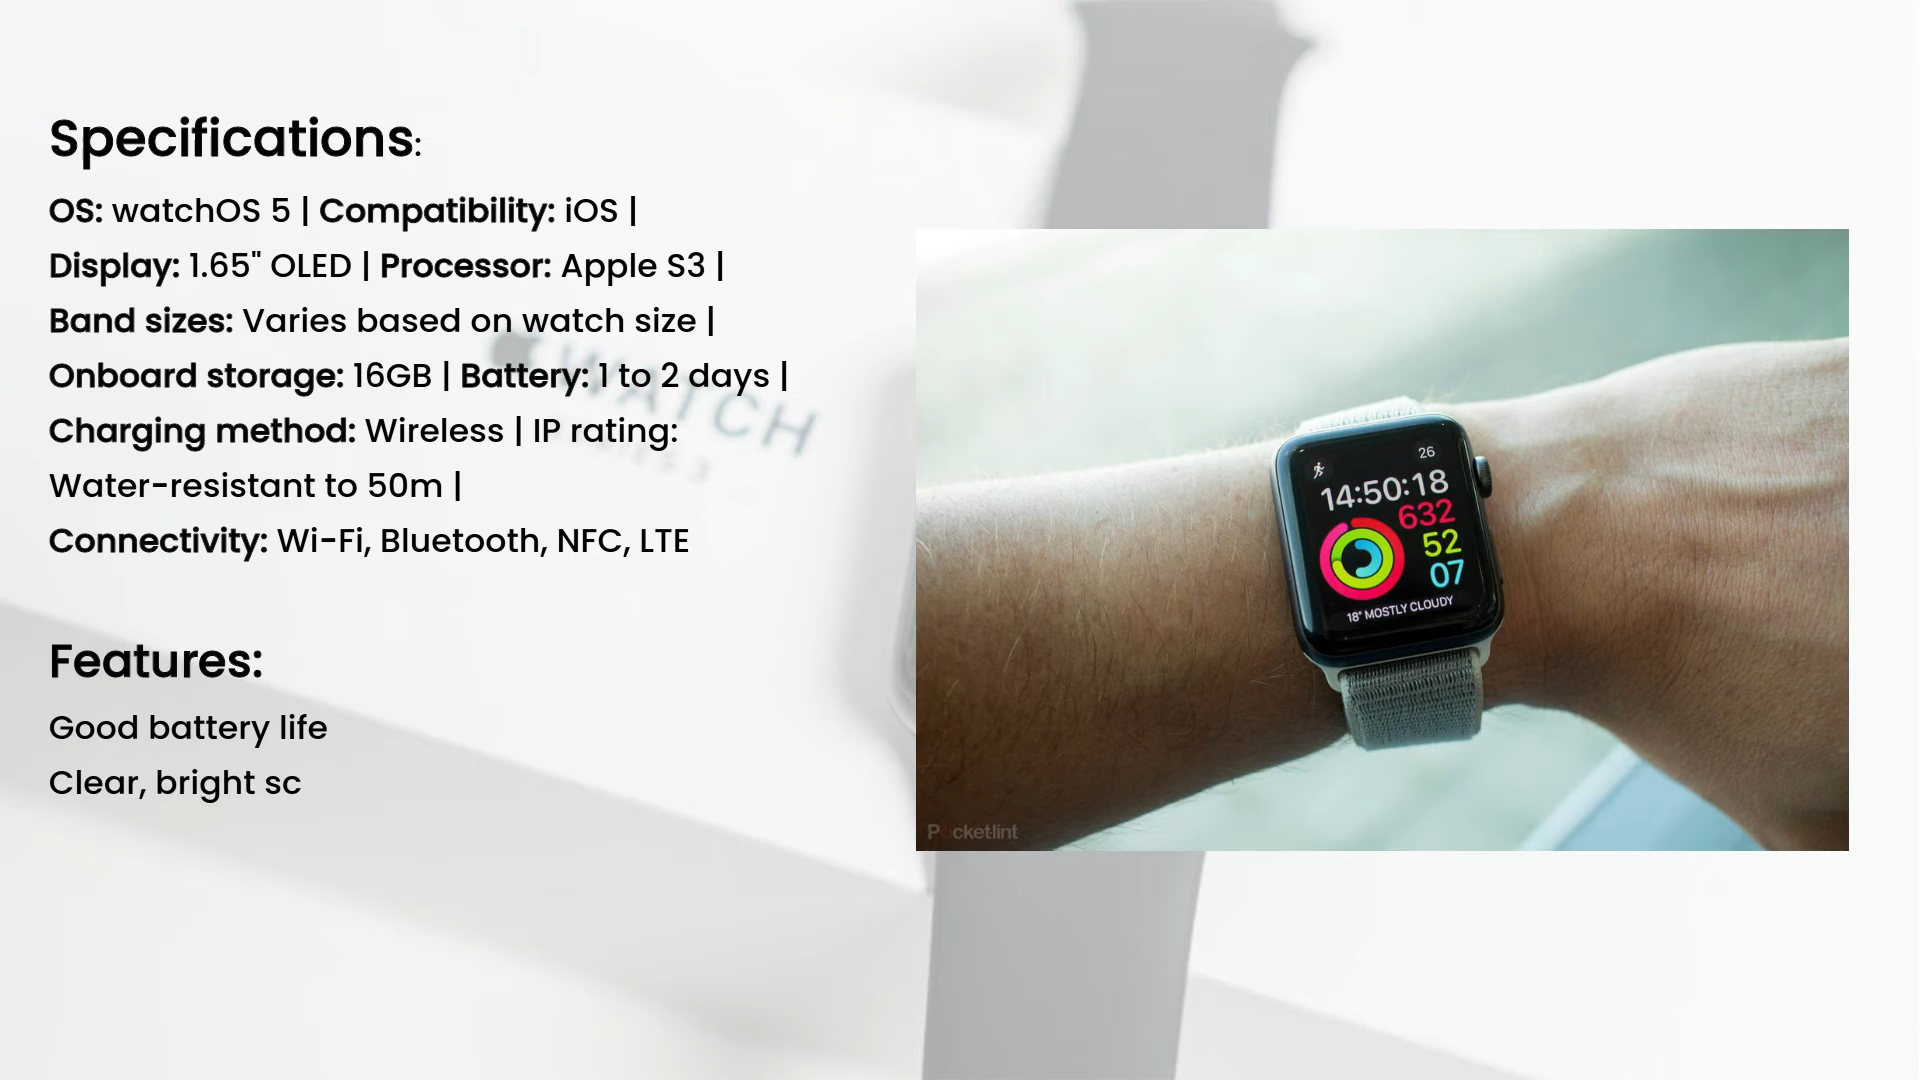 Specifications:
OS: watchOS 5 | Compatibility: iOS |
Display: 1.65" OLED | Processor: Apple S3 |
Band sizes: Varies based on watch size |
Onboard storage: 16GB | Battery: 1 to 2 days |
Charging method: Wireless | IP rating:
Water-resistant to 50m |
Connectivity: Wi-Fi, Bluetooth, NFC, LTE
Features:
Good battery life
Clear, bright sc
WATCH
SERIES 3
26
14:50:18
632
52
07
18° MOSTLY CLOUDY
Pocketlint